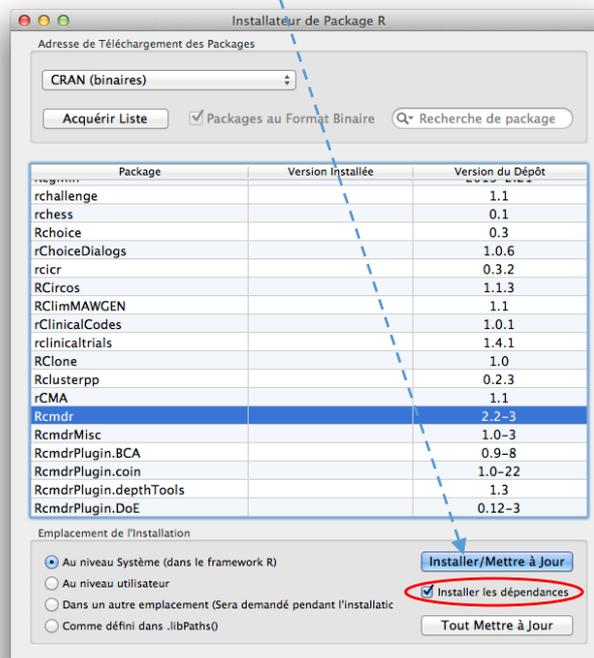 Installateur de Package R
Adresse de Téléchargement des Packages
CRAN (binaires)
Acquérir Liste Packages au Format Binaire Recherche de package
Package Version Installée Version du Dépôt
rchallenge 1.1
rchess 0.1
Rchoice 0.3
rChoiceDialogs 1.0.6
rcicr 0.3.2
RCircos 1.1.3
RClimMAWGEN 1.1
rClinicalCodes 1.0.1
rclinicaltrials 1.4.1
RClone 1.0
Rclusterpp 0.2.3
rCMA 1.1
Rcmdr 2.2-3
RcmdrMisc 1.0-3
RcmdrPlugin.BCA 0.9-8
RcmdrPlugin.coin 1.0-22
RcmdrPlugin.depthTools 1.3
RcmdrPlugin.DoE 0.12-3
Emplacement de l'Installation
Au niveau Système (dans le framework R) Installer/Mettre à Jour
Au niveau utilisateur Installer les dépendances
Dans un autre emplacement (Sera demandé pendant l'installatic
Comme défini dans .libPaths() Tout Mettre à Jour